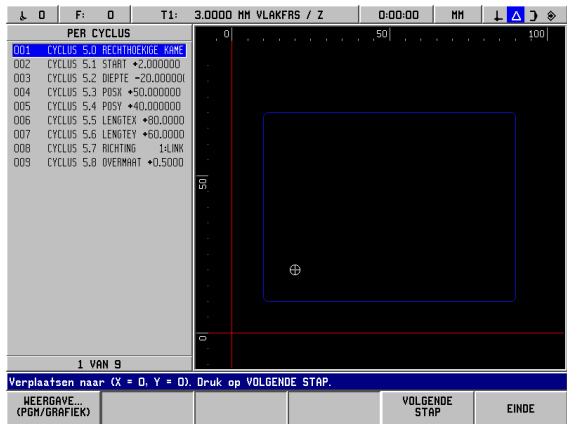 0 F: 0 T1: 3.0000 MM VLAKFRS / Z 0:00:00 MM
PER CYCLUS
001 CYCLUS 5.0 RECHTHOEKIGE KAME
002 CYCLUS 5.1 START +2.000000
003 CYCLUS 5.2 DIEPTE -20.000000
004 CYCLUS 5.3 POSX +50.000000
005 CYCLUS 5.4 POSY +40.000000
006 CYCLUS 5.5 LENGTEX +80.0000
007 CYCLUS 5.6 LENGTEY +60.0000
008 CYCLUS 5.7 RICHTING 1:LINK
009 CYCLUS 5.8 OVERMAAT +0.5000
1 VAN 9
0 50 100
50
0
Verplaatsen naar (X = 0, Y = 0). Druk op VOLGENDE STAP.
WEERGAVE...
(PGM/GRAFIEK)
VOLGENDE
STAP
EINDE